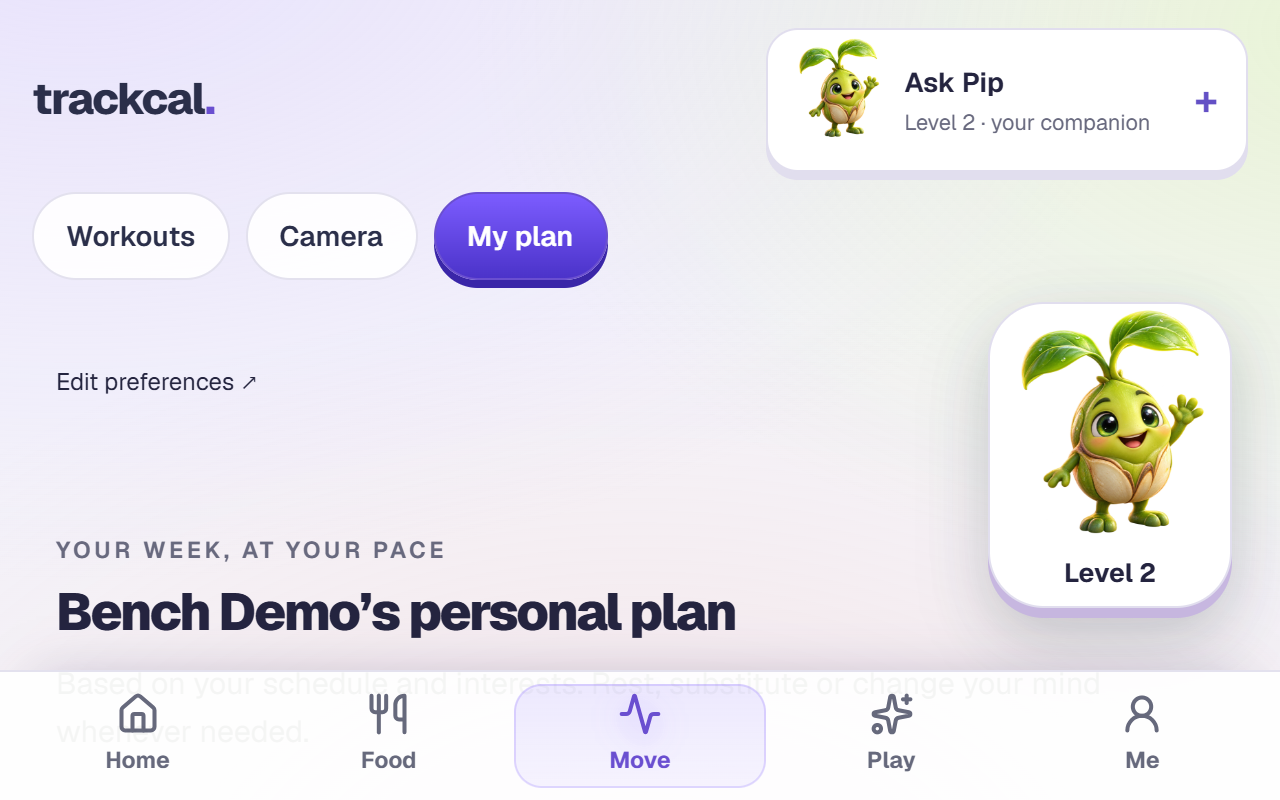 trackcal.
Ask Pip
Level 2 · your companion
+
Workouts
Camera
My plan
Edit preferences ↗
Level 2
YOUR WEEK, AT YOUR PACE
Bench Demo’s personal plan
Based on your schedule and interests. Rest, substitute or change your mind
whenever needed.
Home
Food
Move
Play
Me